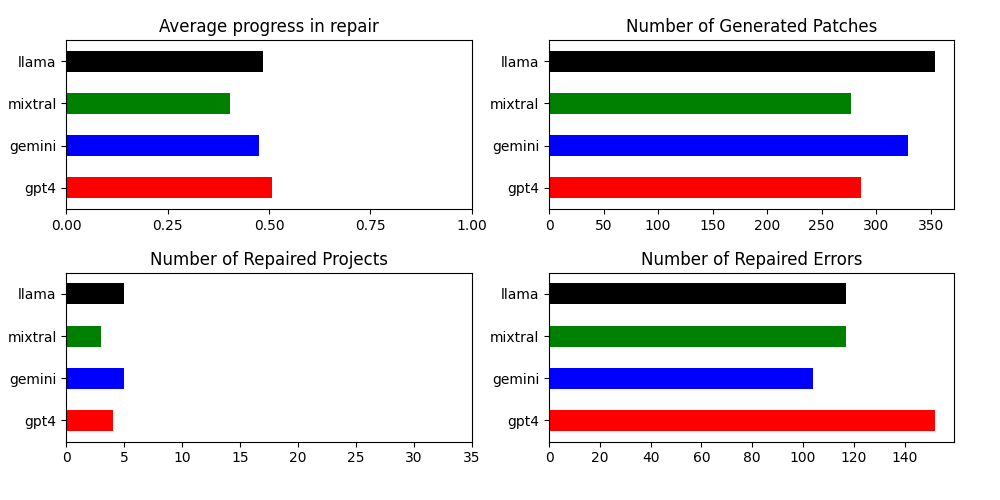 Average progress in repair
llama
mixtral
gemini
gpt4
0.00 0.25 0.50 0.75 1.00
Number of Generated Patches
llama
mixtral
gemini
gpt4
0 50 100 150 200 250 300 350
Number of Repaired Projects
llama
mixtral
gemini
gpt4
0 5 10 15 20 25 30 35
Number of Repaired Errors
llama
mixtral
gemini
gpt4
0 20 40 60 80 100 120 140